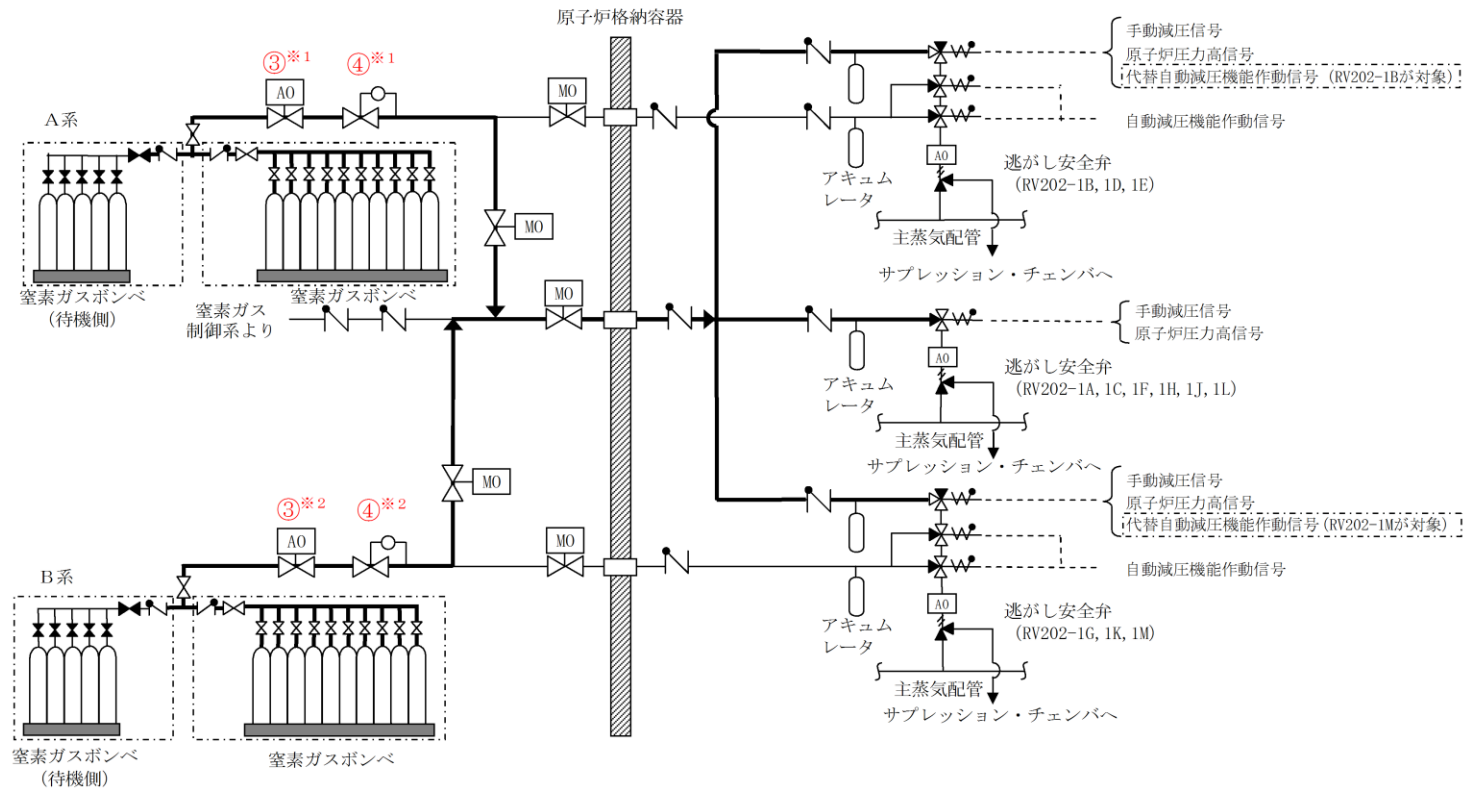 原子炉格納容器
手動減圧信号
原子炉圧力高信号
代替自動減圧機能作動信号 (RV202-1Bが対象)
自動減圧機能作動信号
③※1
④※1
AO
MO
A系
アキュム
レータ
AO
逃がし安全弁
(RV202-1B, 1D, 1E)
主蒸気配管
サプレッション・チェンバへ
MO
窒素ガスボンベ
(待機側)
窒素ガスボンベ
窒素ガス
制御系より
MO
手動減圧信号
原子炉圧力高信号
アキュム
レータ
AO
逃がし安全弁
(RV202-1A, 1C, 1F, 1H, 1J, 1L)
主蒸気配管
サプレッション・チェンバへ
MO
手動減圧信号
原子炉圧力高信号
代替自動減圧機能作動信号 (RV202-1Mが対象)
自動減圧機能作動信号
③※2
④※2
AO
MO
B系
アキュム
レータ
AO
逃がし安全弁
(RV202-1G, 1K, 1M)
主蒸気配管
サプレッション・チェンバへ
窒素ガスボンベ
(待機側)
窒素ガスボンベ